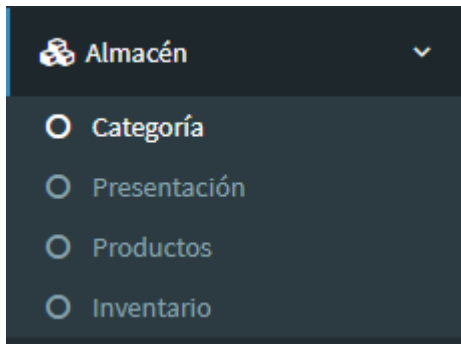 Almacén
Categoría
Presentación
Productos
Inventario